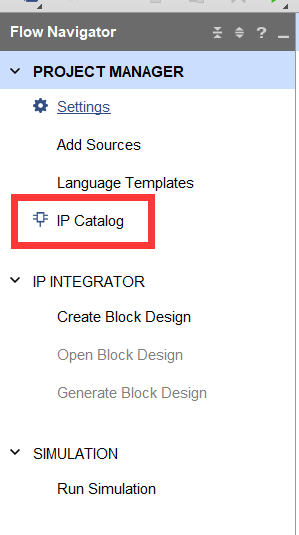 Flow Navigator ?
PROJECT MANAGER
Settings
Add Sources
Language Templates
IP Catalog
IP INTEGRATOR
Create Block Design
Open Block Design
Generate Block Design
SIMULATION
Run Simulation